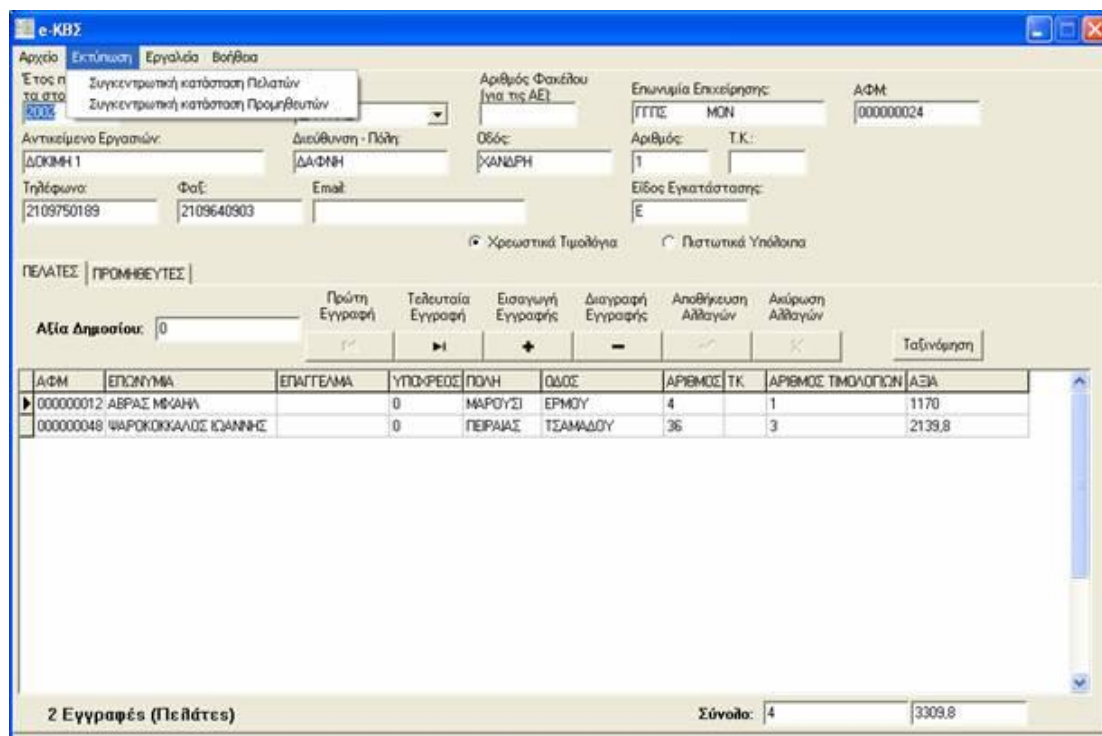 e-ΚΒΣ
Αρχείο Εκτύπωση Εργαλεία Βοήθεια
Συγκεντρωτική κατάσταση Πελατών
Συγκεντρωτική κατάσταση Προμηθευτών
Έτος π
τα στο
2002
Αριθμός Φακέλου
(για τις ΑΕ):
Επωνυμία Επιχείρησης: ΑΦΜ:
ΓΓΠΣ ΜΟΝ 000000024
Αντικείμενο Εργασιών: Διεύθυνση - Πόλη: Οδός: Αριθμός: Τ.Κ.:
ΔΟΚΙΜΗ 1 ΔΑΦΝΗ ΧΑΝΔΡΗ 1
Τηλέφωνο: Φαξ: Email: Είδος Εγκατάστασης:
2109750189 2109640903 Ε
Χρεωστικά Τιμολόγια Πιστωτικά Υπόλοιπα
ΠΕΛΑΤΕΣ ΠΡΟΜΗΘΕΥΤΕΣ
Πρώτη Τελευταία Εισαγωγή Διαγραφή Αποθήκευση Ακύρωση
Εγγραφή Εγγραφή Εγγραφής Εγγραφής Αλλαγών Αλλαγών
Αξία Δημοσίου: 0
Ταξινόμηση
ΑΦΜ ΕΠΩΝΥΜΙΑ ΕΠΑΓΓΕΛΜΑ ΥΠΟΧΡΕΟΣ ΠΟΛΗ ΟΔΟΣ ΑΡΙΘΜΟΣ ΤΚ ΑΡΙΘΜΟΣ ΤΙΜΟΛΟΓΙΩΝ ΑΞΙΑ
000000012 ΑΒΡΑΣ ΜΙΧΑΗΛ 0 ΜΑΡΟΥΣΙ ΕΡΜΟΥ 4 1 1170
000000048 ΨΑΡΟΚΟΚΚΑΛΟΣ ΙΩΑΝΝΗΣ 0 ΠΕΙΡΑΙΑΣ ΤΣΑΜΑΔΟΥ 36 3 2139,8
2 Εγγραφές (Πελάτες) Σύνολο: 4 3309,8